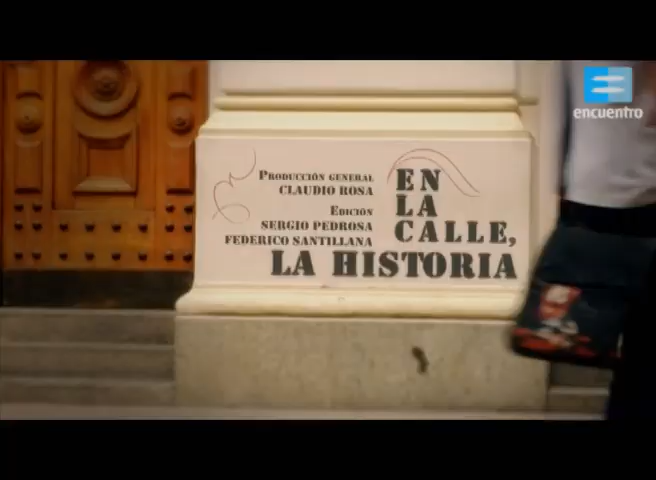 encuentro
Producción general
Claudio Rosa
Edición
Sergio Pedrosa
Federico Santillana
EN
LA
CALLE,
LA HISTORIA